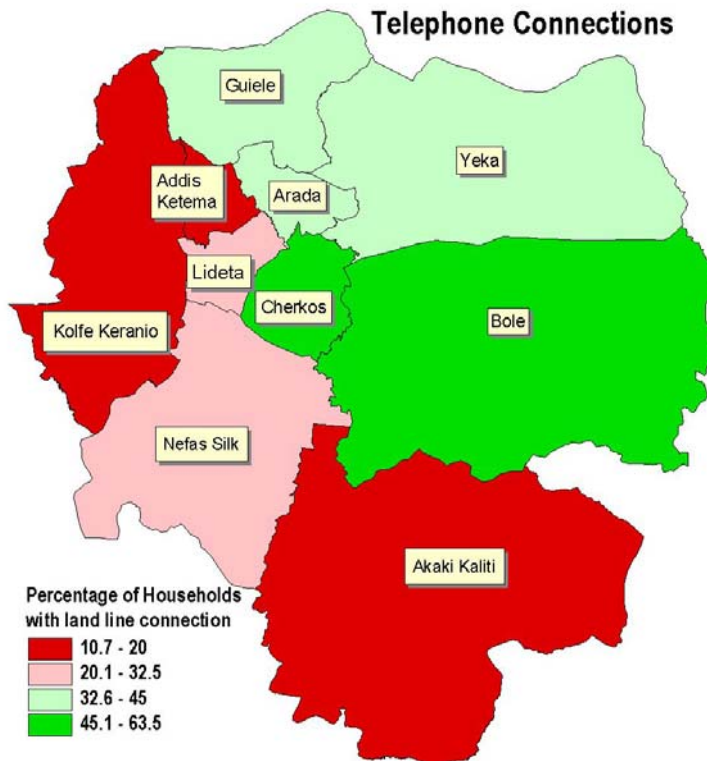 Telephone Connections
Guiele
Yeka
Addis
Ketema
Arada
Lideta
Cherkos
Bole
Kolfe Keranio
Nefas Silk
Akaki Kaliti
Percentage of Households
with land line connection
10.7 - 20
20.1 - 32.5
32.6 - 45
45.1 - 63.5